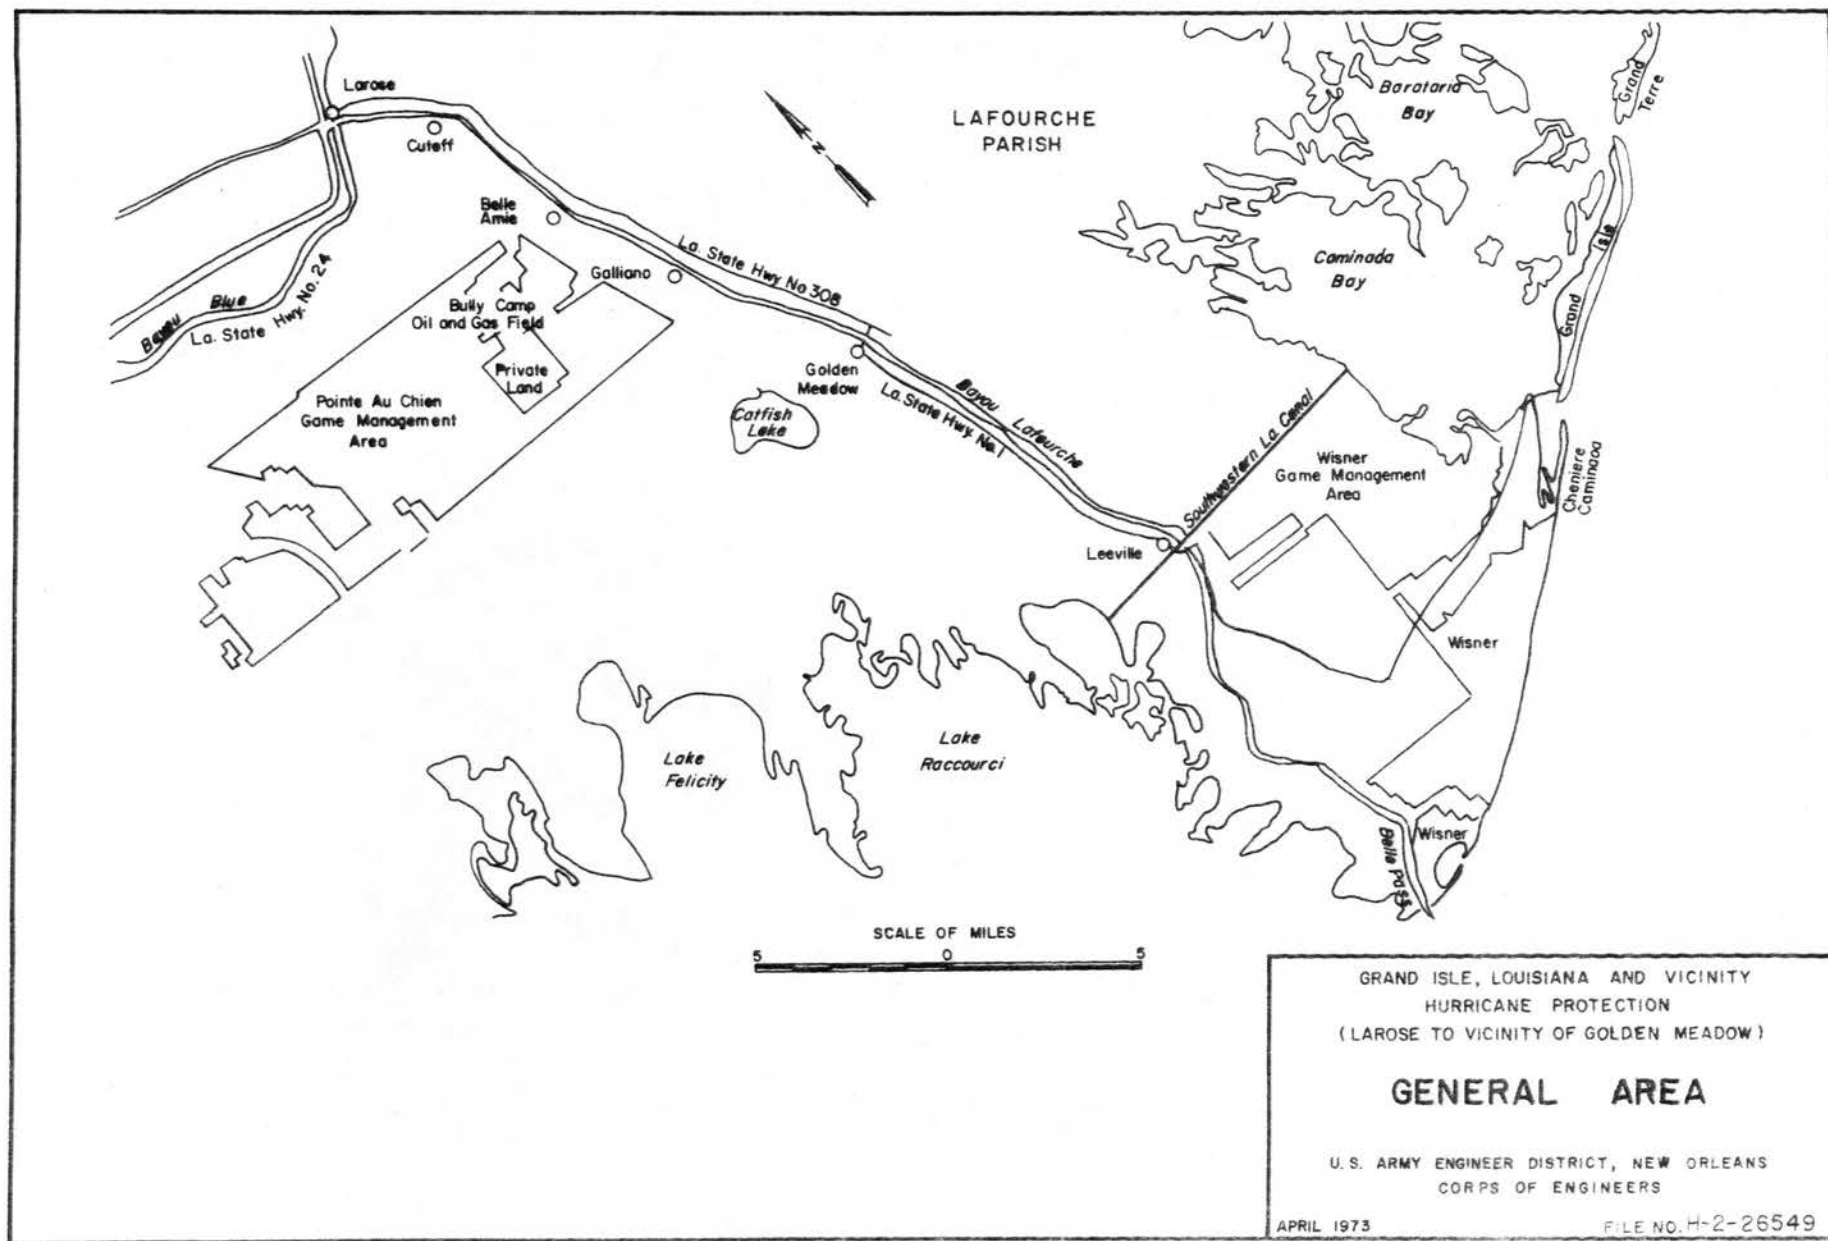 Larose
Cutoff
Belle
Amie
Galliano
La. State Hwy No 308
LAFOURCHE
PARISH
N
Barataria
Bay
Grand
Terre
Caminada
Bay
Grand Isle
Bayou Blue
La. State Hwy. No. 24
Bully Camp
Oil and Gas Field
Private
Land
Pointe Au Chien
Game Management
Area
Golden
Meadow
Catfish
Lake
La. State Hwy. No. 1
Bayou Lafourche
Southwestern La. Canal
Wisner
Game Management
Area
Cheniere
Caminada
Leeville
Wisner
Lake
Felicity
Lake
Raccourci
Wisner
Belle Pass
SCALE OF MILES
5 0 5
GRAND ISLE, LOUISIANA AND VICINITY
HURRICANE PROTECTION
(LAROSE TO VICINITY OF GOLDEN MEADOW)
GENERAL AREA
U.S. ARMY ENGINEER DISTRICT, NEW ORLEANS
CORPS OF ENGINEERS
APRIL 1973 FILE NO. H-2-26549